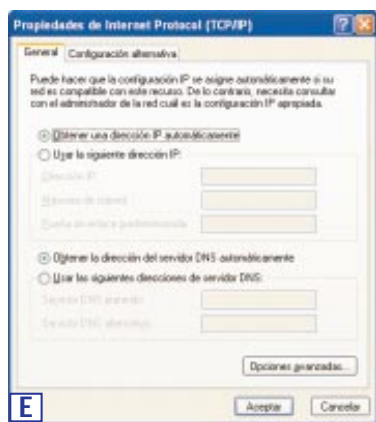 Propiedades de Internet Protocol (TCP/IP)
General
Configuración alternativa
Puede hacer que la configuración IP se asigne automáticamente si su
red es compatible con este recurso. De lo contrario, necesita consultar
con el administrador de la red cuál es la configuración IP apropiada.
Obtener una dirección IP automáticamente
Usar la siguiente dirección IP:
Dirección IP:
Máscara de subred:
Puerta de enlace predeterminada:
Obtener la dirección del servidor DNS automáticamente
Usar las siguientes direcciones de servidor DNS:
Servidor DNS preferido:
Servidor DNS alternativo:
Opciones avanzadas...
E
Aceptar
Cancelar